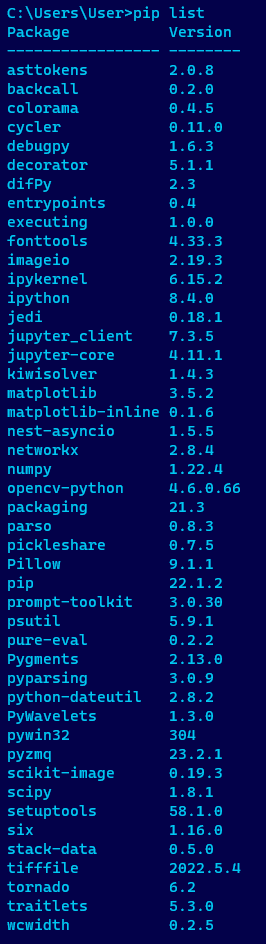 C:\Users\User>pip list
Package           Version
----------------- --------
asttokens         2.0.8
backcall          0.2.0
colorama          0.4.5
cycler            0.11.0
debugpy           1.6.3
decorator         5.1.1
difPy             2.3
entrypoints       0.4
executing         1.0.0
fonttools         4.33.3
imageio           2.19.3
ipykernel         6.15.2
ipython           8.4.0
jedi              0.18.1
jupyter_client    7.3.5
jupyter-core      4.11.1
kiwisolver        1.4.3
matplotlib        3.5.2
matplotlib-inline 0.1.6
nest-asyncio      1.5.5
networkx          2.8.4
numpy             1.22.4
opencv-python     4.6.0.66
packaging         21.3
parso             0.8.3
pickleshare       0.7.5
Pillow            9.1.1
pip               22.1.2
prompt-toolkit    3.0.30
psutil            5.9.1
pure-eval         0.2.2
Pygments          2.13.0
pyparsing         3.0.9
python-dateutil   2.8.2
PyWavelets        1.3.0
pywin32           304
pyzmq             23.2.1
scikit-image      0.19.3
scipy             1.8.1
setuptools        58.1.0
six               1.16.0
stack-data        0.5.0
tifffile          2022.5.4
tornado           6.2
traitlets         5.3.0
wcwidth           0.2.5